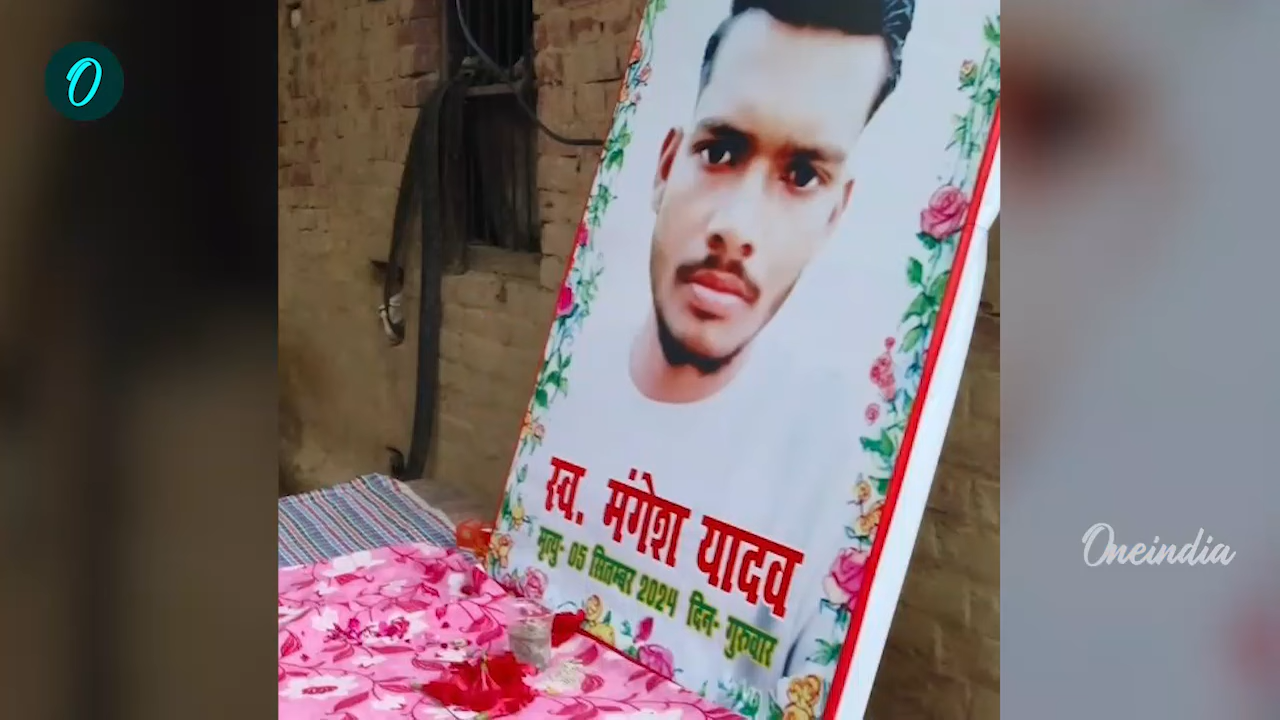 O
स्व. मंगेश यादव
मृत्यु- 05 सितम्बर 2024 दिन- गुरुवार
Oneindia